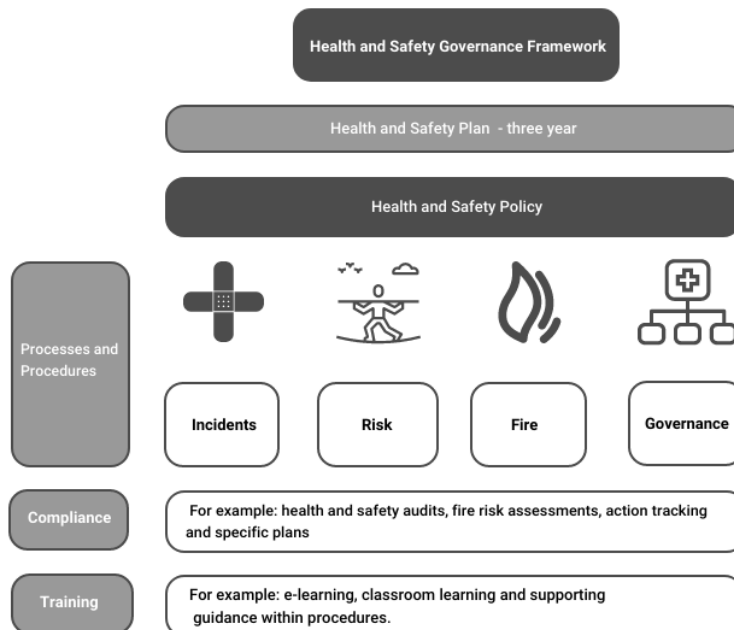 Health and Safety Governance Framework
Health and Safety Plan - three year
Health and Safety Policy
Processes and
Procedures
Incidents
Risk
Fire
Governance
Compliance
For example: health and safety audits, fire risk assessments, action tracking
and specific plans
Training
For example: e-learning, classroom learning and supporting
guidance within procedures.